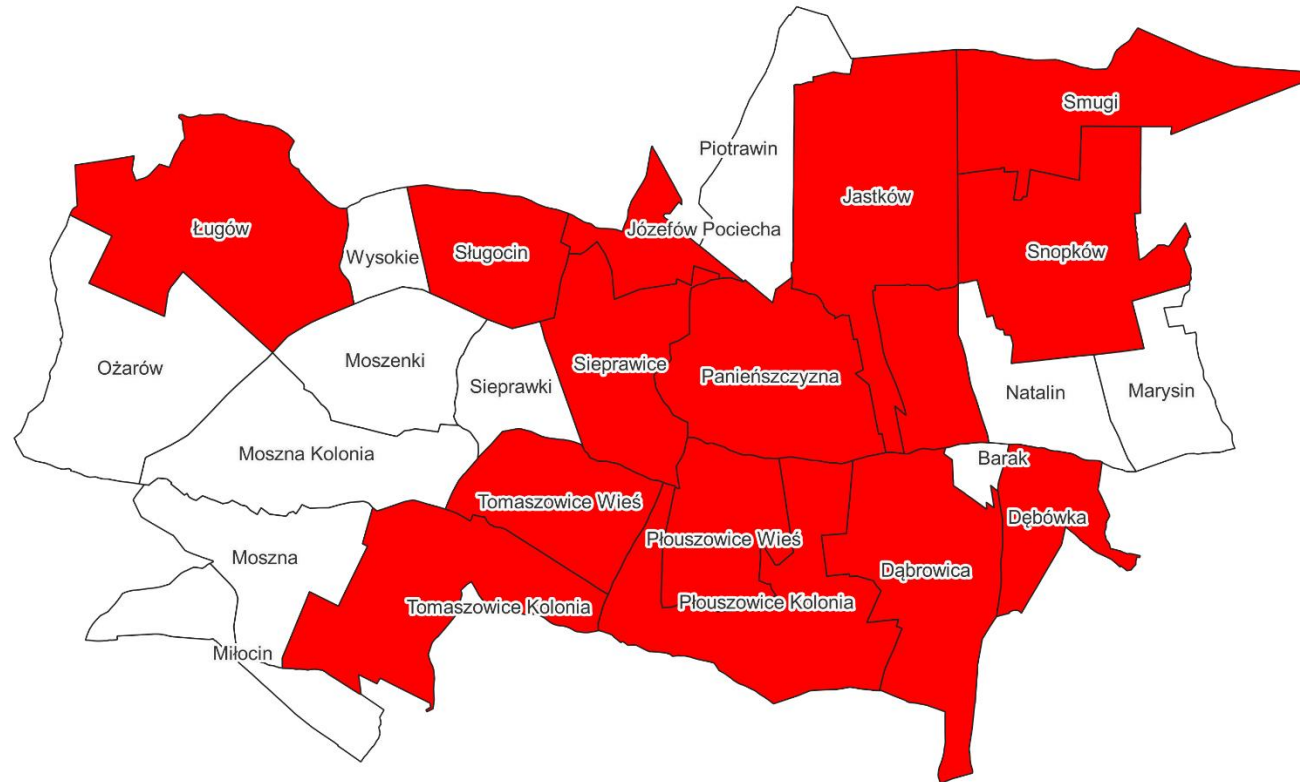 Smugi
Piotrawin
Jastków
Ługów
Józefów Pociecha
Snopków
Wysokie
Sługocin
Moszenki
Ożarów
Sieprawki
Sieprawice
Panieńszczyzna
Natalin
Marysin
Moszna Kolonia
Barak
Tomaszowice Wieś
Dębówka
Płouszowice Wieś
Moszna
Dąbrowica
Tomaszowice Kolonia
Płouszowice Kolonia
Miłocin